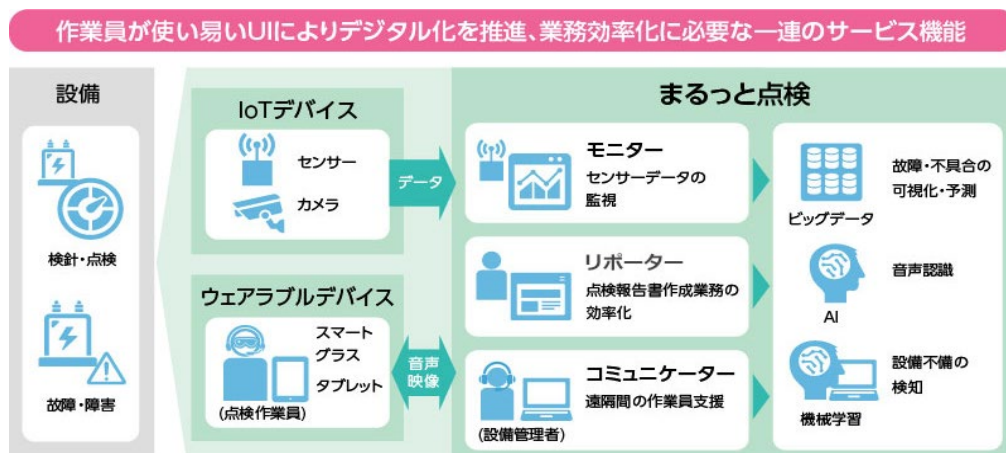 作業員が使い易いUIによりデジタル化を推進、業務効率化に必要な一連のサービス機能
設備
検針・点検
故障・障害
IoTデバイス
センサー
カメラ
データ
ウェアラブルデバイス
スマート
グラス
タブレット
(点検作業員)
音声
映像
まるっと点検
モニター
センサーデータの
監視
リポーター
点検報告書作成業務の
効率化
コミュニケーター
遠隔間の作業員支援
(設備管理者)
ビッグデータ
故障・不具合の
可視化・予測
AI
音声認識
機械学習
設備不備の
検知